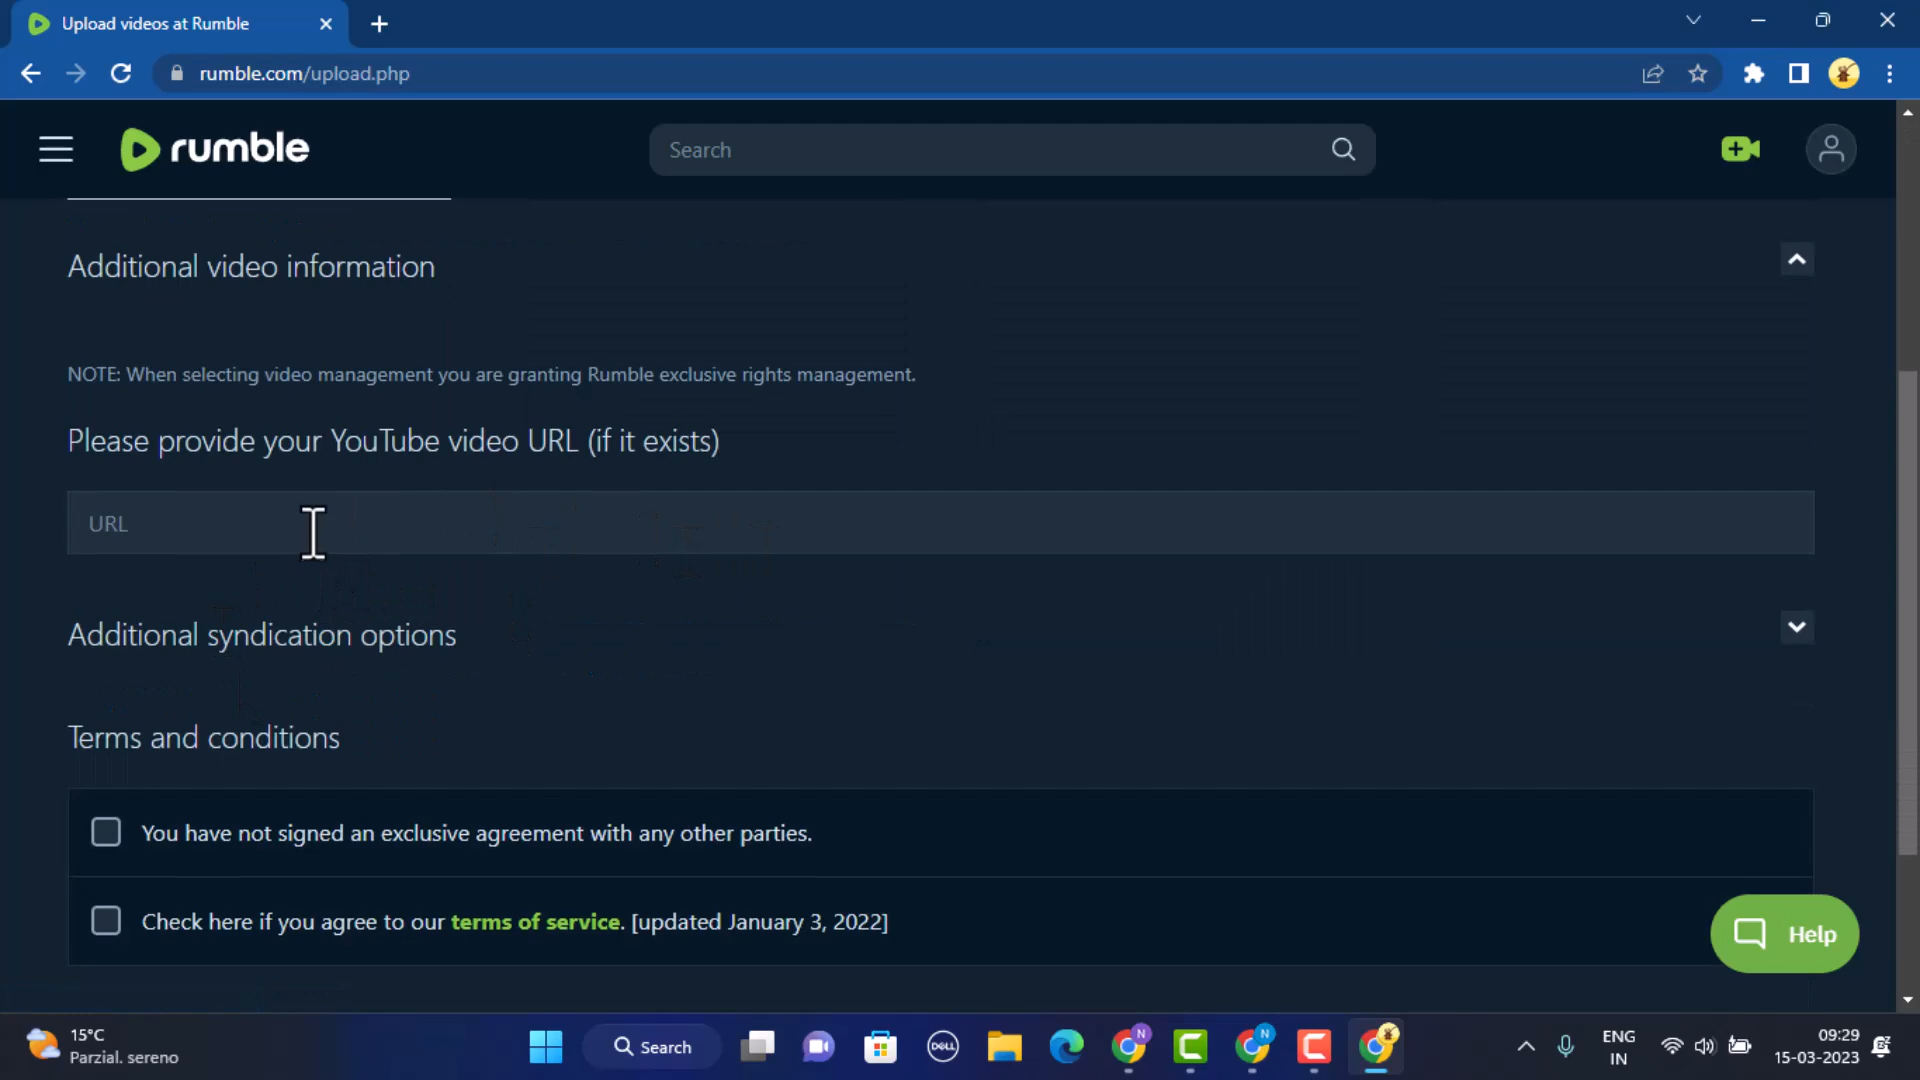 Upload videos at Rumble
rumble.com/upload.php
rumble
Search
Additional video information
NOTE: When selecting video management you are granting Rumble exclusive rights management.
Please provide your YouTube video URL (if it exists)
URL
Additional syndication options
Terms and conditions
You have not signed an exclusive agreement with any other parties.
Check here if you agree to our terms of service. [updated January 3, 2022]
Help
15°C
Parzial. sereno
Search
DELL
N
N
ENG
IN
09:29
15-03-2023